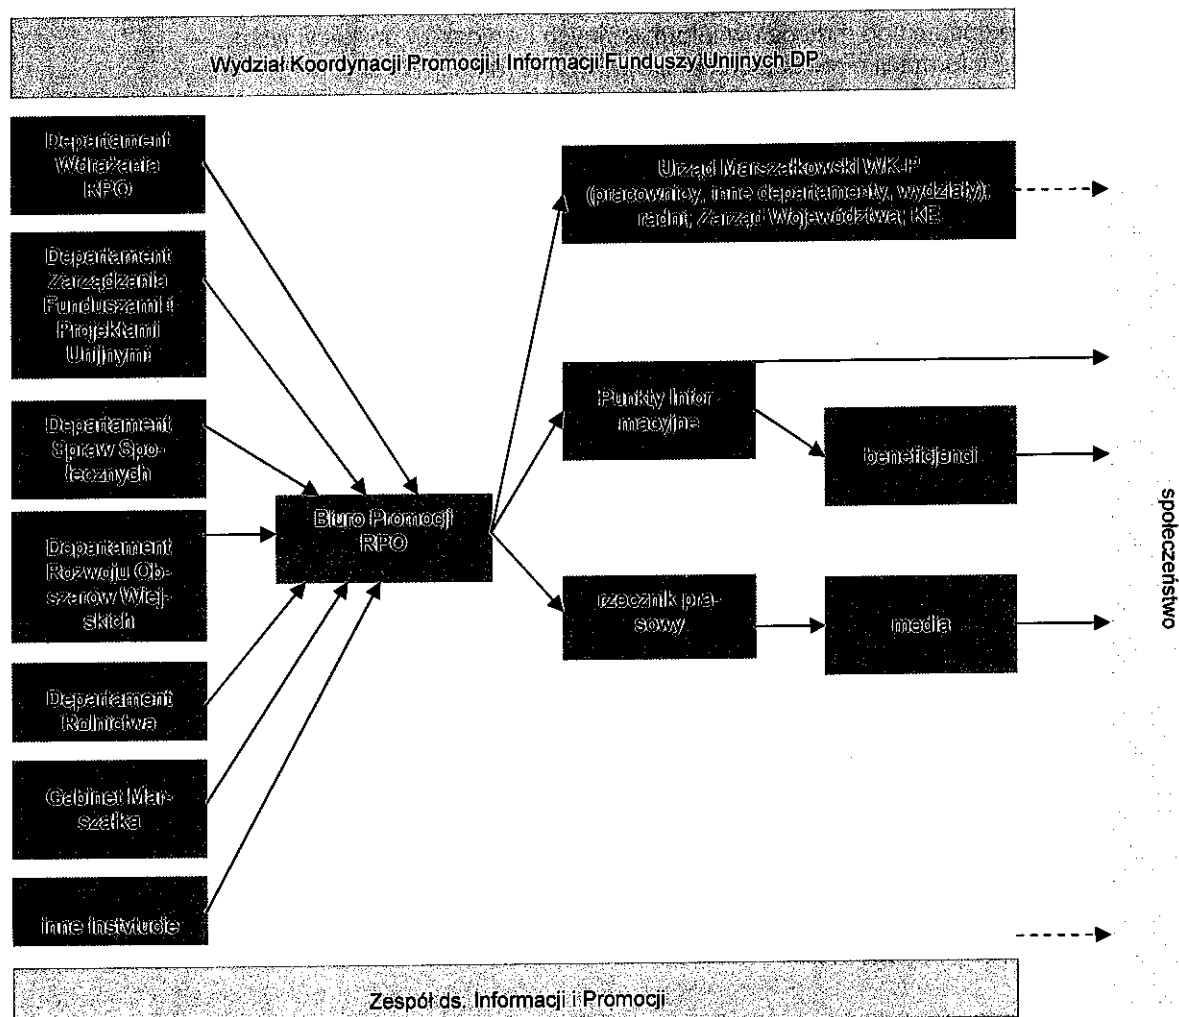 Wydział Koordynacji Promocji i Informacji Funduszy Unijnych DP
Departament
Wdrażania
RPO
Departament
Zarządzania
Funduszami i
Projektami
Unijnymi
Departament
Spraw Spo-
łecznych
Departament
Rozwoju Ob-
szarów Wiej-
skich
Departament
Rolnictwa
Gabinet Mar-
szałka
inne instytucje
Biuro Promocji
RPO
Urząd Marszałkowski WK-P
(pracownicy, inne departamenty, wydziały);
radni; Zarząd Województwa; KE
Punkty Infor-
macyjne
beneficjenci
rzecznik pra-
sowy
media
społeczeństwo
Zespół ds. Informacji i Promocji